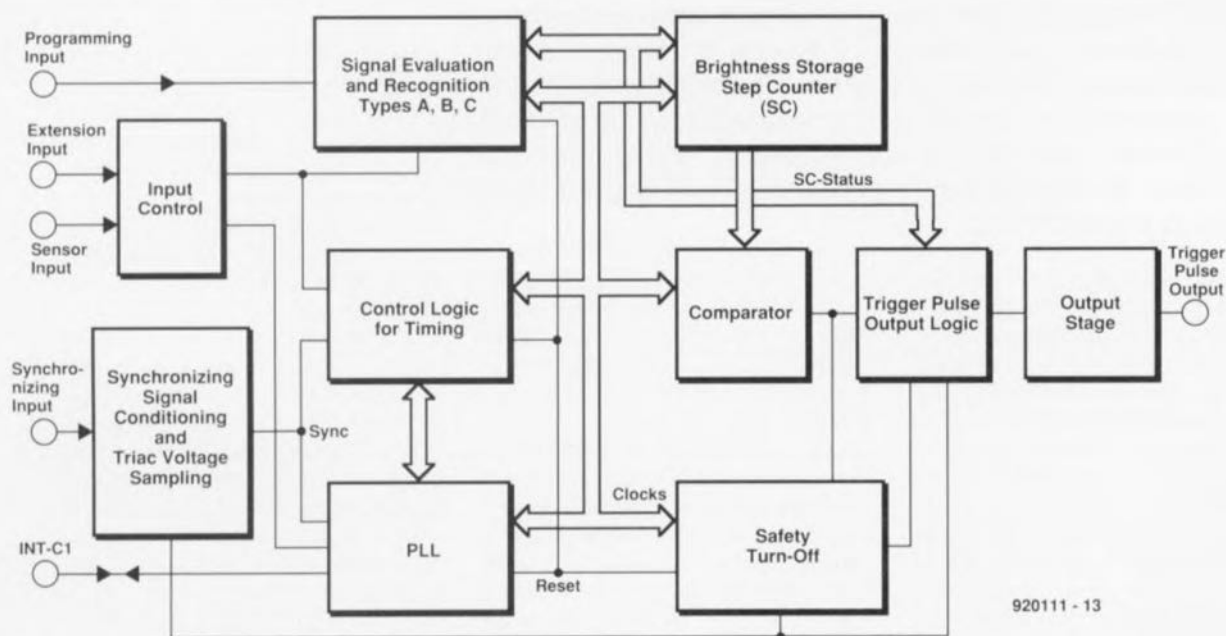 Programming
Input
Signal Evaluation
and Recognition
Types A, B, C
Brightness Storage
Step Counter
(SC)
Extension
Input
Input
Control
Sensor
Input
SC-Status
Control Logic
for Timing
Comparator
Trigger Pulse
Output Logic
Output
Stage
Trigger
Pulse
Output
Synchro-
nizing
Input
Synchronizing
Signal
Conditioning
and
Triac Voltage
Sampling
Sync
PLL
Clocks
Safety
Turn-Off
INT-C1
Reset
920111 - 13